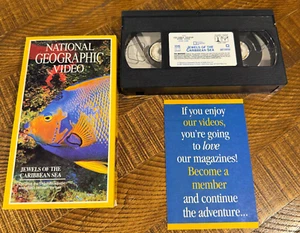 NATIONAL
GEOGRAPHIC
VIDEO
JEWELS OF THE
CARIBBEAN SEA
JEWELS OF THE
CARIBBEAN SEA
If you enjoy
our videos,
you're going
to love
our magazines!
Become a
member
and continue
the adventure...